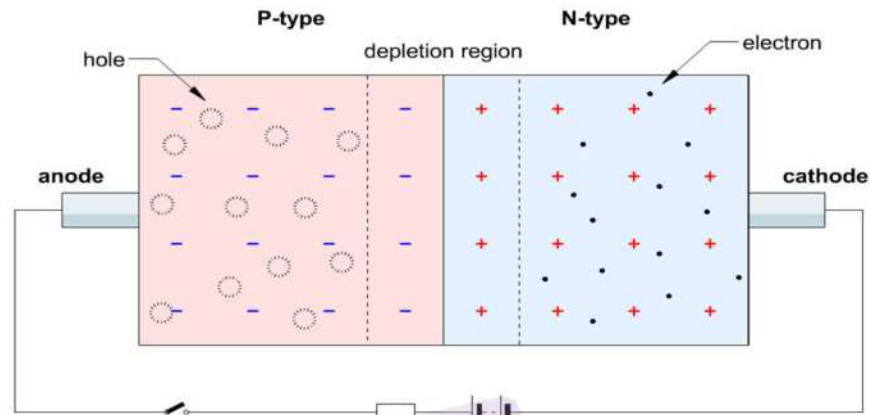 P-type
N-type
depletion region
hole
electron
anode
cathode